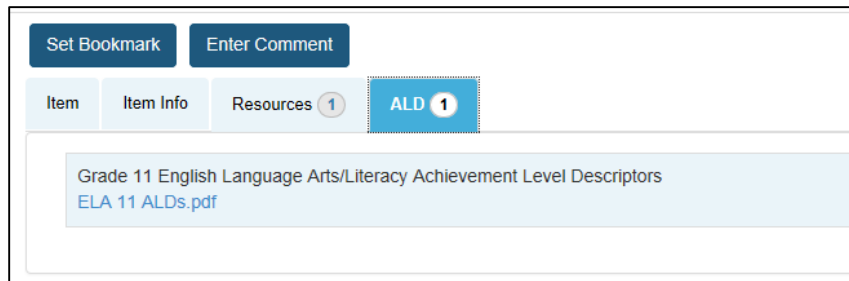 Set Bookmark Enter Comment
Item Item Info Resources 1 ALD 1
Grade 11 English Language Arts/Literacy Achievement Level Descriptors
ELA 11 ALDs.pdf